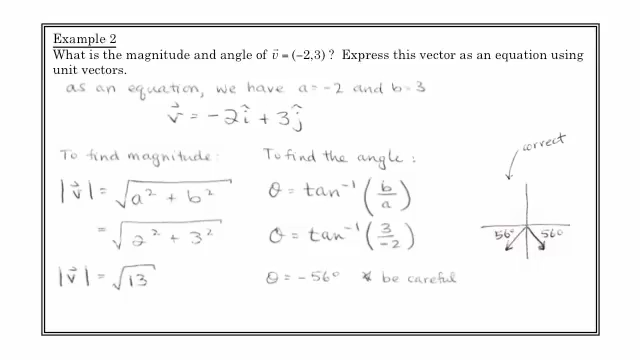 Example 2
What is the magnitude and angle of v⃗ = (−2,3) ?  Express this vector as an equation using
unit vectors.
as an equation, we have a = -2 and b = 3
v⃗ = -2î + 3ĵ
To find magnitude:
|v⃗| = √(a² + b²)
= √(2² + 3²)
|v⃗| = √13
To find the angle:
θ = tan⁻¹ (b/a)
θ = tan⁻¹ (3/-2)
θ = -56° * be careful
correct
56° 56°